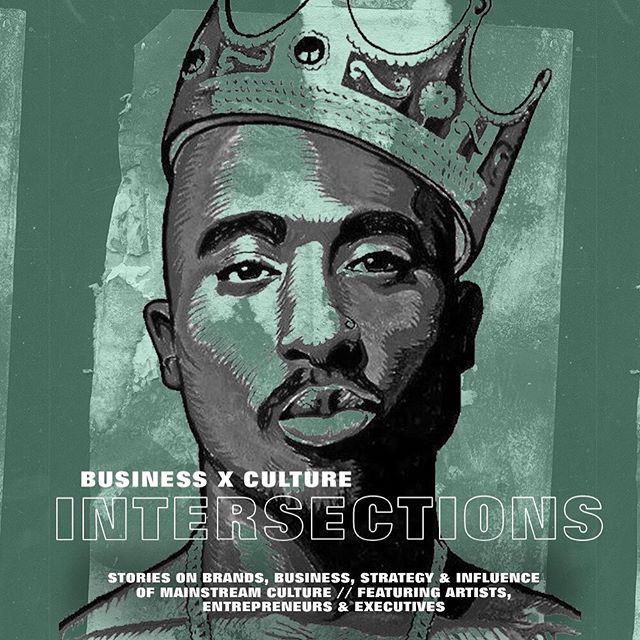 BUSINESS X CULTURE
INTERSECTIONS
STORIES ON BRANDS, BUSINESS, STRATEGY & INFLUENCE
OF MAINSTREAM CULTURE // FEATURING ARTISTS,
ENTREPRENEURS & EXECUTIVES